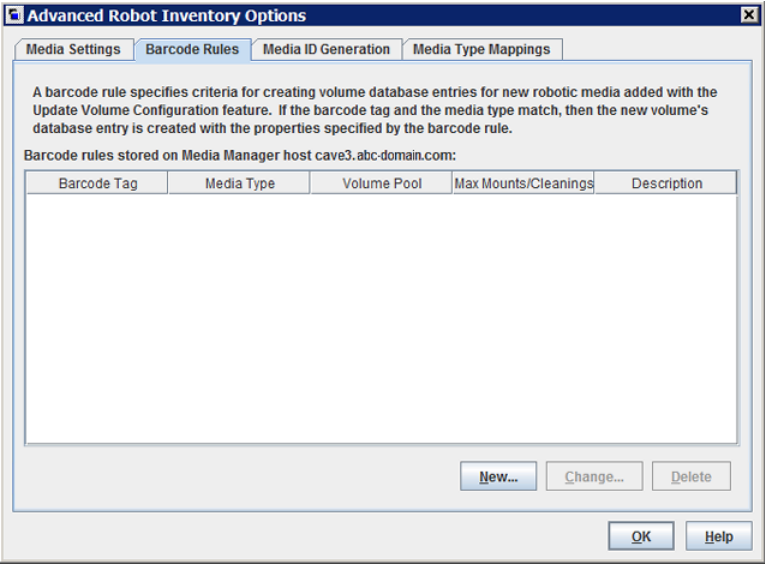 Advanced Robot Inventory Options
Media Settings Barcode Rules Media ID Generation Media Type Mappings
A barcode rule specifies criteria for creating volume database entries for new robotic media added with the
Update Volume Configuration feature. If the barcode tag and the media type match, then the new volume's
database entry is created with the properties specified by the barcode rule.
Barcode rules stored on Media Manager host cave3.abc-domain.com:
Barcode Tag Media Type Volume Pool Max Mounts/Cleanings Description
New... Change... Delete
OK Help